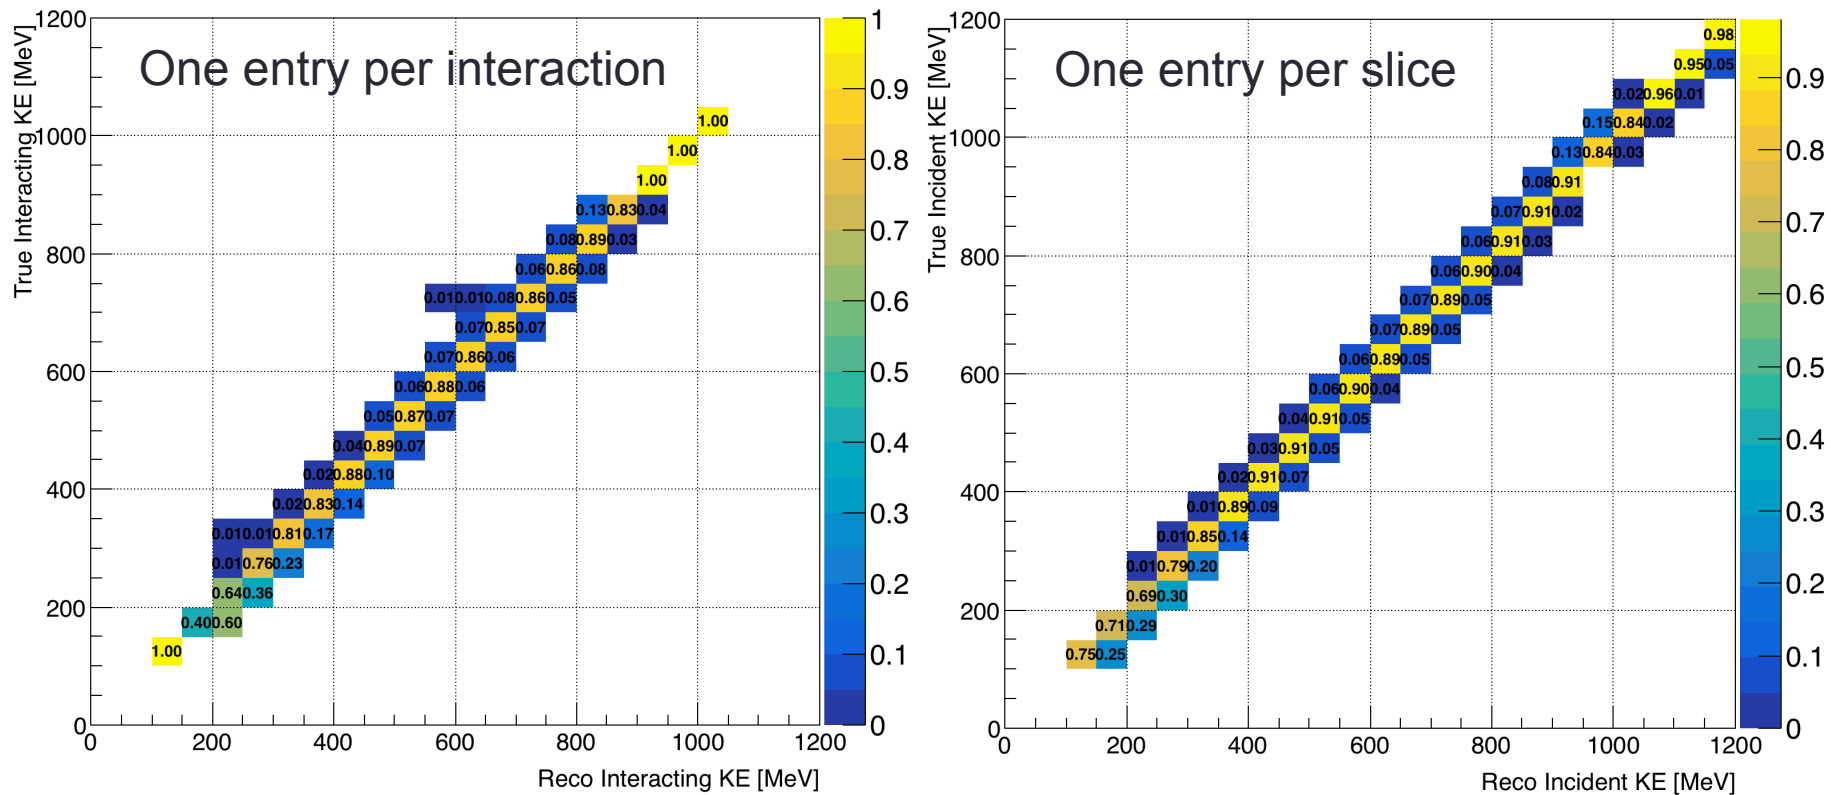 One entry per interaction
True Interacting KE [MeV]
1200
1000
800
600
400
200
0
1.00
1.00
1.00
0.13 0.83 0.04
0.08 0.89 0.03
0.06 0.86 0.08
0.01 0.01 0.08 0.86 0.05
0.07 0.85 0.07
0.07 0.86 0.06
0.06 0.88 0.06
0.05 0.87 0.07
0.04 0.89 0.07
0.02 0.88 0.10
0.02 0.83 0.14
0.01 0.01 0.81 0.17
0.01 0.76 0.23
0.64 0.36
0.40 0.60
1.00
0 200 400 600 800 1000 1200
Reco Interacting KE [MeV]
1
0.9
0.8
0.7
0.6
0.5
0.4
0.3
0.2
0.1
0
One entry per slice
True Incident KE [MeV]
1200
1000
800
600
400
200
0
0.98
0.95 0.05
0.02 0.96 0.01
0.15 0.84 0.02
0.13 0.84 0.03
0.08 0.91
0.07 0.91 0.02
0.06 0.91 0.03
0.06 0.90 0.04
0.07 0.89 0.05
0.07 0.89 0.05
0.06 0.89 0.05
0.06 0.90 0.04
0.04 0.91 0.05
0.03 0.91 0.05
0.02 0.91 0.07
0.01 0.89 0.09
0.01 0.85 0.14
0.01 0.79 0.20
0.69 0.30
0.71 0.29
0.75 0.25
0 200 400 600 800 1000 1200
Reco Incident KE [MeV]
0.9
0.8
0.7
0.6
0.5
0.4
0.3
0.2
0.1
0